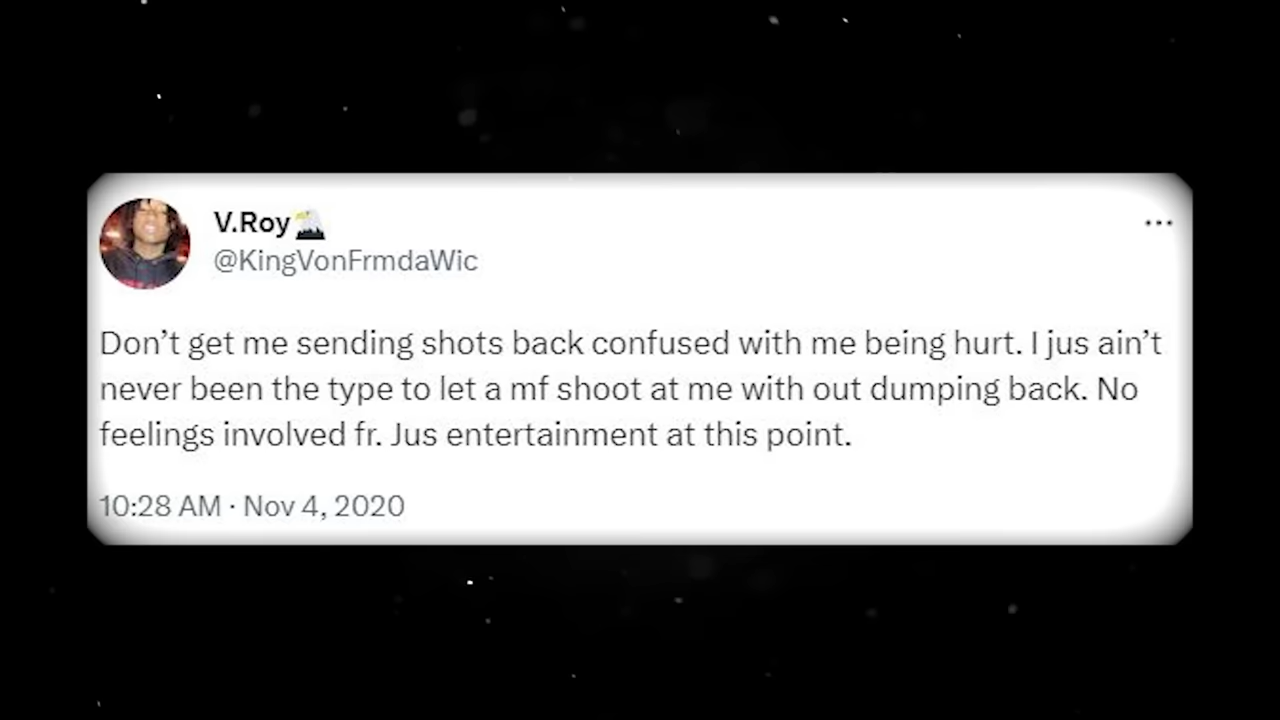 V.Roy
@KingVonFrmdaWic
Don’t get me sending shots back confused with me being hurt. I jus ain’t
never been the type to let a mf shoot at me with out dumping back. No
feelings involved fr. Jus entertainment at this point.
10:28 AM · Nov 4, 2020